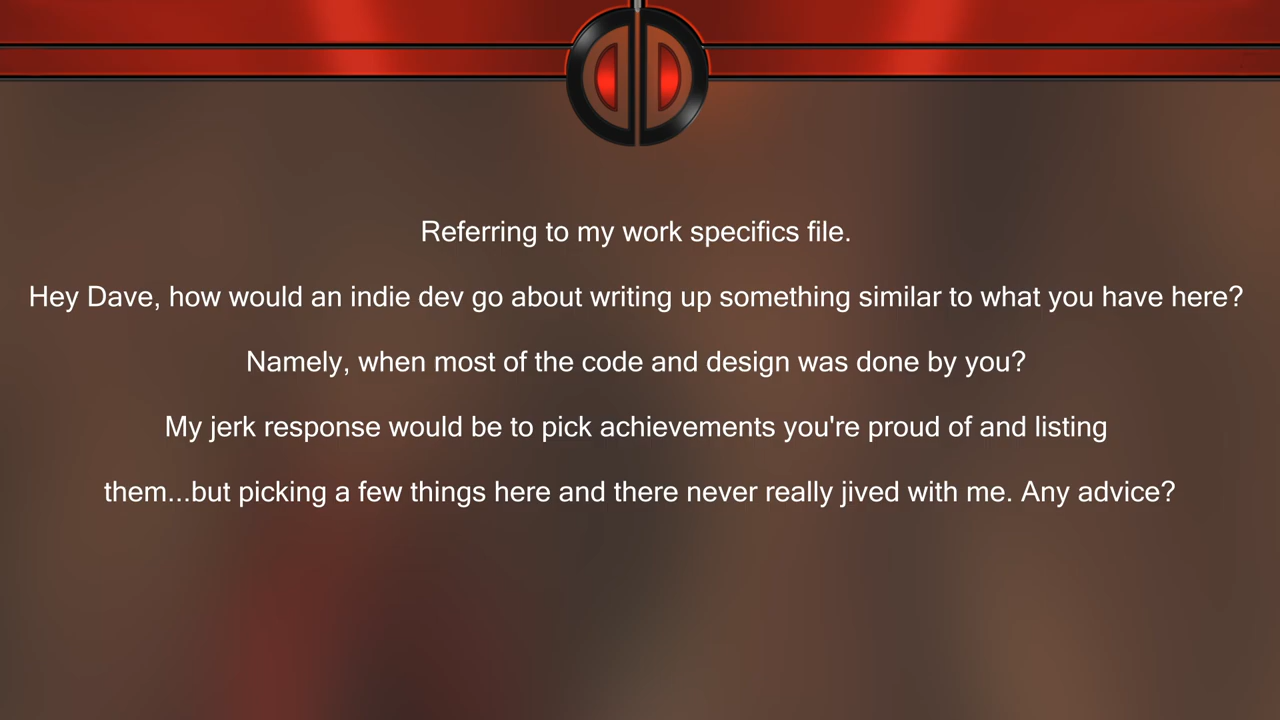 Referring to my work specifics file.
Hey Dave, how would an indie dev go about writing up something similar to what you have here?
Namely, when most of the code and design was done by you?
My jerk response would be to pick achievements you're proud of and listing
them...but picking a few things here and there never really jived with me. Any advice?